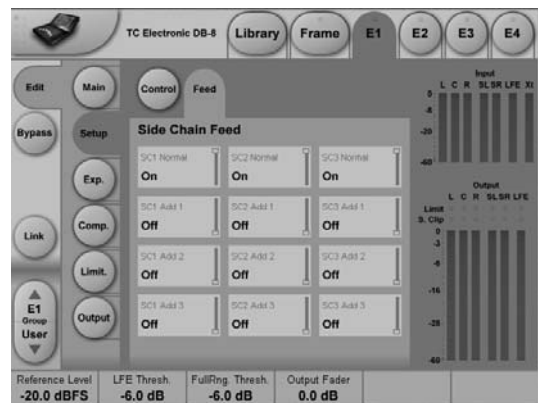 TC Electronic DB-8
Library
Frame
E1
E2
E3
E4
Edit
Main
Control
Feed
Bypass
Setup
Side Chain Feed
SC1 Normal
On
SC2 Normal
On
SC3 Normal
On
Exp.
SC1 Add 1
Off
SC2 Add 1
Off
SC3 Add 1
Off
Comp.
Link
SC1 Add 2
Off
SC2 Add 2
Off
SC3 Add 2
Off
Limit.
SC1 Add 3
Off
SC2 Add 3
Off
SC3 Add 3
Off
Output
E1
Group
User
Input
L C R SL SR LFE XI
0
-20
-60
Output
L C R SL SR LFE
Limit
S. Clip
0
-3
-16
-28
-60
Reference Level
-20.0 dBFS
LFE Thresh.
-6.0 dB
FullRng. Thresh.
-6.0 dB
Output Fader
0.0 dB